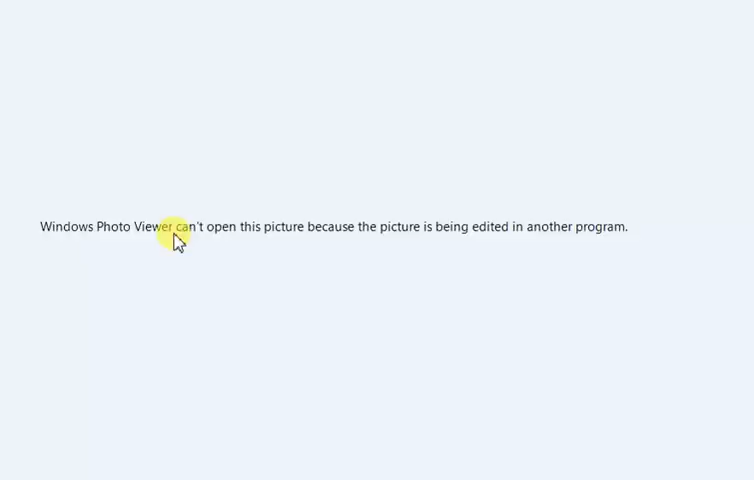 Windows Photo Viewer can't open this picture because the picture is being edited in another program.